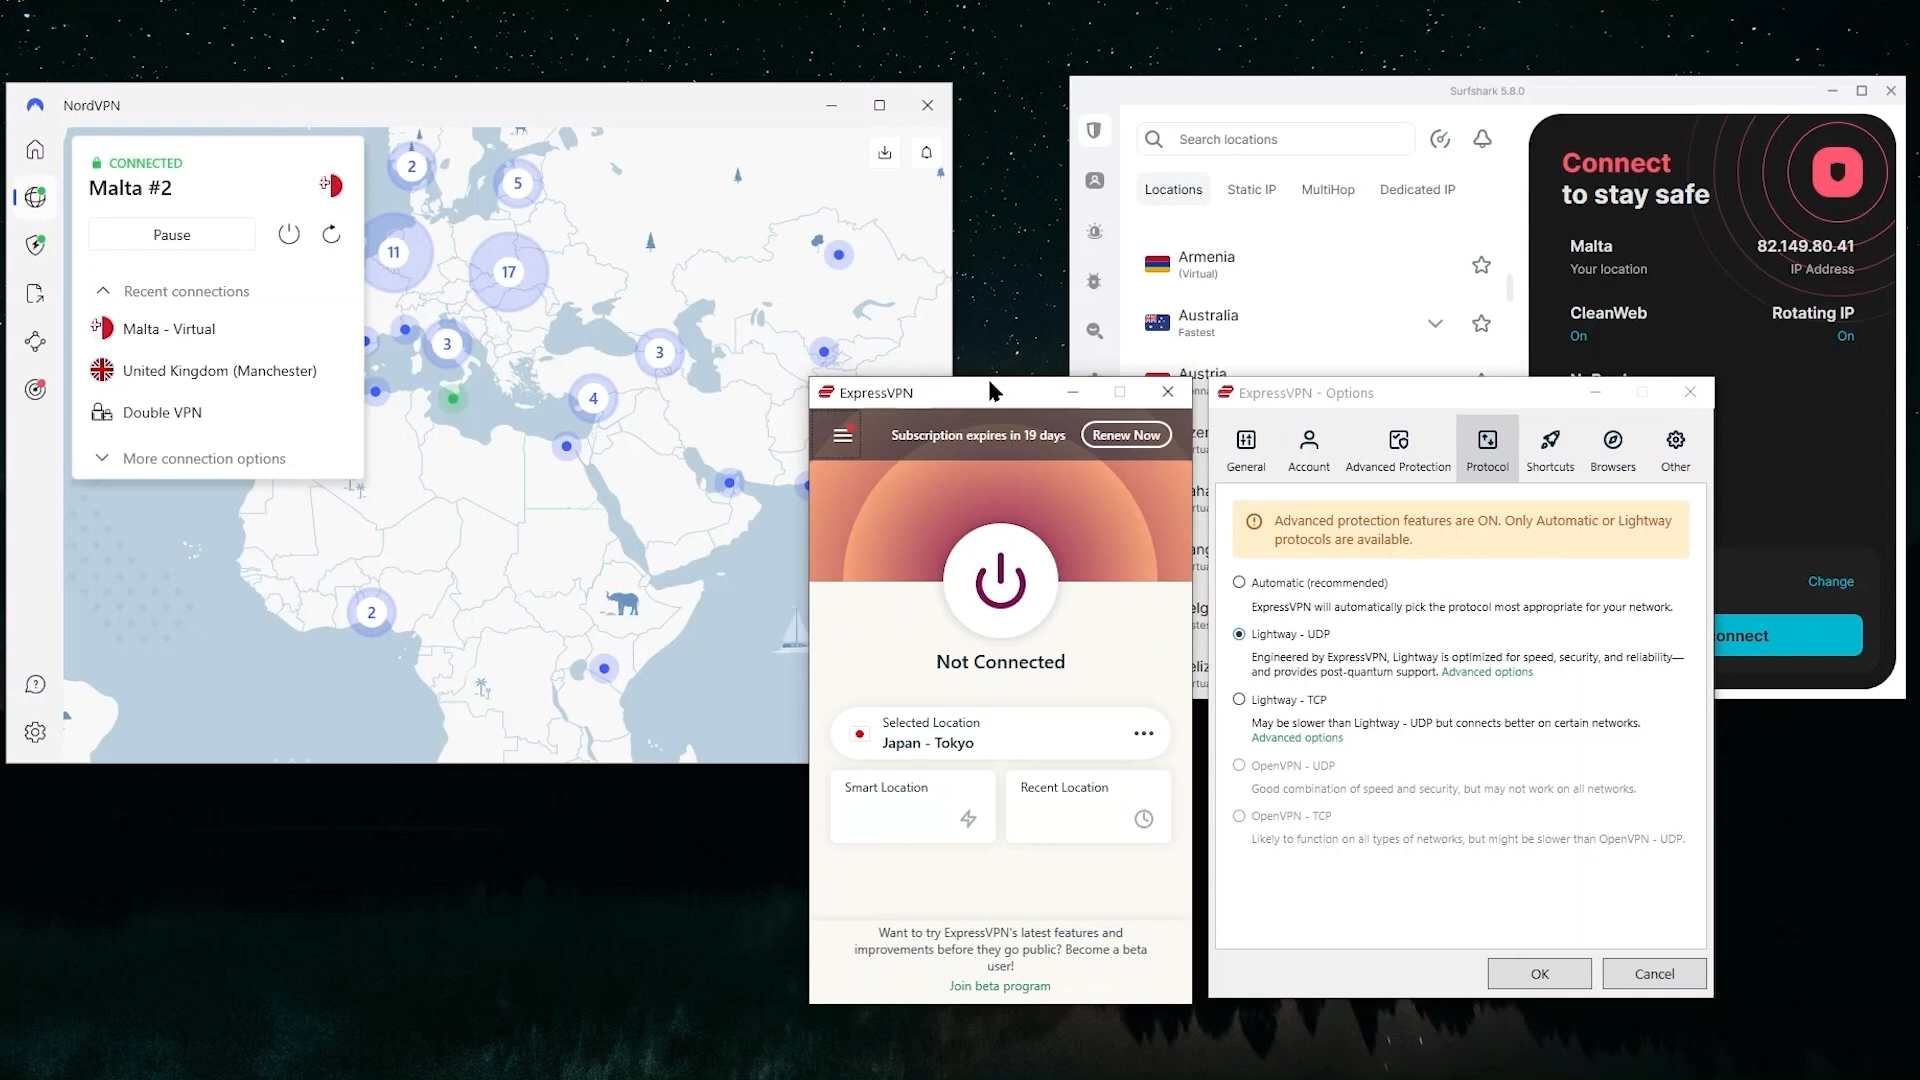 NordVPN
CONNECTED
Malta #2
Pause
Recent connections
Malta - Virtual
United Kingdom (Manchester)
Double VPN
More connection options
2
5
11
17
3
3
4
2
Surfshark 5.8.0
Search locations
Locations
Static IP
MultiHop
Dedicated IP
Armenia
(Virtual)
Australia
Fastest
Austria
Connect
to stay safe
Malta
82.149.80.41
Your location
IP Address
CleanWeb
Rotating IP
On
On
Change
onnect
ExpressVPN
Subscription expires in 19 days
Renew Now
Not Connected
Selected Location
Japan - Tokyo
Smart Location
Recent Location
Want to try ExpressVPN's latest features and
improvements before they go public? Become a beta
user!
Join beta program
ExpressVPN - Options
General
Account
Advanced Protection
Protocol
Shortcuts
Browsers
Other
Advanced protection features are ON. Only Automatic or Lightway
protocols are available.
Automatic (recommended)
ExpressVPN will automatically pick the protocol most appropriate for your network.
Lightway - UDP
Engineered by ExpressVPN, Lightway is optimized for speed, security, and reliability—
and provides post-quantum support. Advanced options
Lightway - TCP
May be slower than Lightway - UDP but connects better on certain networks.
Advanced options
OpenVPN - UDP
Good combination of speed and security, but may not work on all networks.
OpenVPN - TCP
Likely to function on all types of networks, but might be slower than OpenVPN - UDP.
OK
Cancel